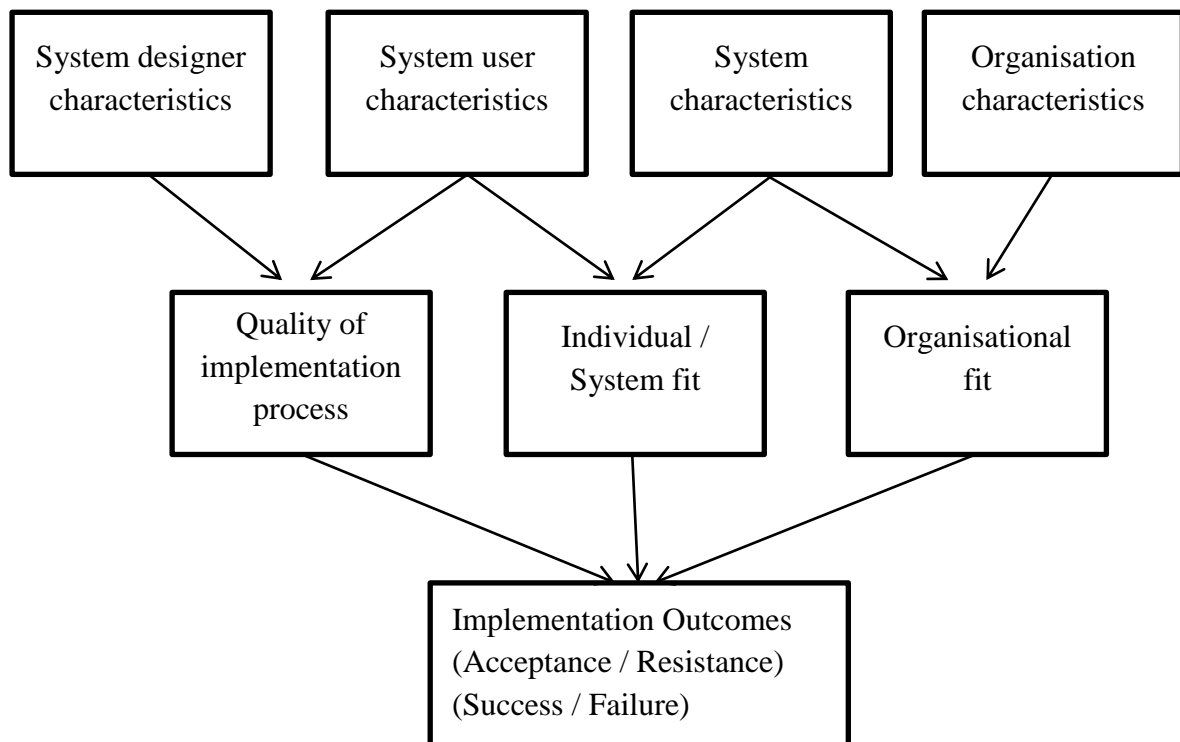 System designer
characteristics
System user
characteristics
System
characteristics
Organisation
characteristics
Quality of
implementation
process
Individual /
System fit
Organisational
fit
Implementation Outcomes
(Acceptance / Resistance)
(Success / Failure)